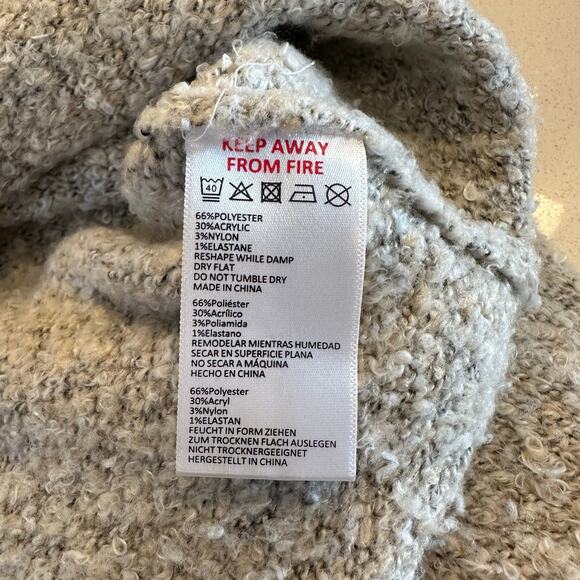 KEEP AWAY
FROM FIRE
40
66%POLYESTER
30%ACRYLIC
3%NYLON
1%ELASTANE
RESHAPE WHILE DAMP
DRY FLAT
DO NOT TUMBLE DRY
MADE IN CHINA
66%Poliéster
30%Acrílico
3%Poliamida
1%Elastano
REMODELAR MIENTRAS HUMEDAD
SECAR EN SUPERFICIE PLANA
NO SECAR A MÁQUINA
HECHO EN CHINA
66%Polyester
30%Acryl
3%Nylon
1%ELASTAN
FEUCHT IN FORM ZIEHEN
ZUM TROCKNEN FLACH AUSLEGEN
NICHT TROCKNERGEEIGNET
HERGESTELLT IN CHINA